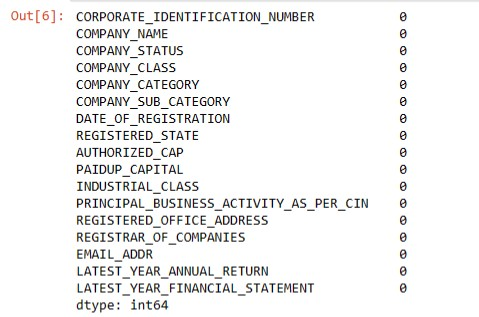 Out[6]: CORPORATE_IDENTIFICATION_NUMBER 0
COMPANY_NAME 0
COMPANY_STATUS 0
COMPANY_CLASS 0
COMPANY_CATEGORY 0
COMPANY_SUB_CATEGORY 0
DATE_OF_REGISTRATION 0
REGISTERED_STATE 0
AUTHORIZED_CAP 0
PAIDUP_CAPITAL 0
INDUSTRIAL_CLASS 0
PRINCIPAL_BUSINESS_ACTIVITY_AS_PER_CIN 0
REGISTERED_OFFICE_ADDRESS 0
REGISTRAR_OF_COMPANIES 0
EMAIL_ADDR 0
LATEST_YEAR_ANNUAL_RETURN 0
LATEST_YEAR_FINANCIAL_STATEMENT 0
dtype: int64